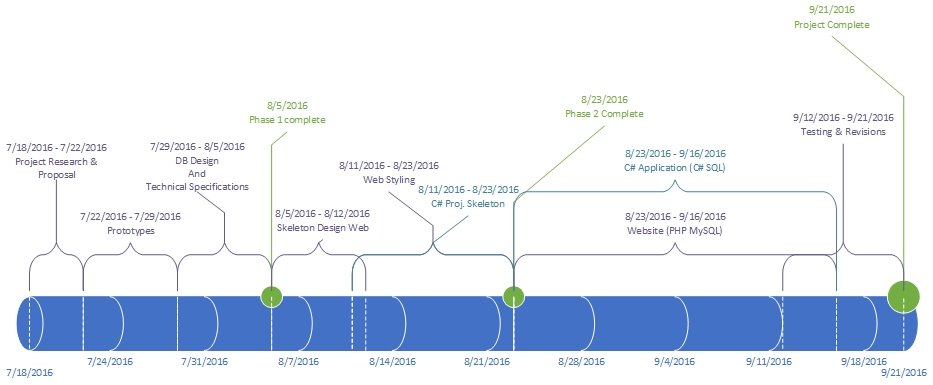 9/21/2016
Project Complete
8/5/2016
Phase 1 complete
8/23/2016
Phase 2 Complete
9/12/2016 - 9/21/2016
Testing & Revisions
7/18/2016 - 7/22/2016
Project Research &
Proposal
7/29/2016 - 8/5/2016
DB Design
And
Technical Specifications
8/11/2016 - 8/23/2016
Web Styling
8/23/2016 - 9/16/2016
C# Application (C# SQL)
8/11/2016 - 8/23/2016
C# Proj. Skeleton
7/22/2016 - 7/29/2016
Prototypes
8/5/2016 - 8/12/2016
Skeleton Design Web
8/23/2016 - 9/16/2016
Website (PHP MySQL)
7/18/2016
7/24/2016
7/31/2016
8/7/2016
8/14/2016
8/21/2016
8/28/2016
9/4/2016
9/11/2016
9/18/2016
9/21/2016